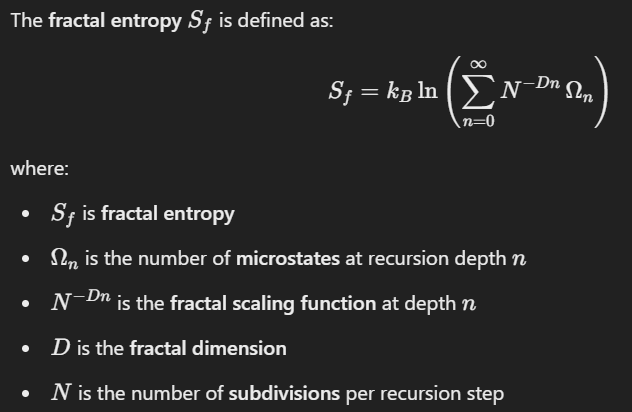 The fractal entropy $S_f$ is defined as:
$$S_f = k_B \ln \left( \sum_{n=0}^{\infty} N^{-Dn} \Omega_n \right)$$
where:
• $S_f$ is fractal entropy
• $\Omega_n$ is the number of microstates at recursion depth $n$
• $N^{-Dn}$ is the fractal scaling function at depth $n$
• $D$ is the fractal dimension
• $N$ is the number of subdivisions per recursion step